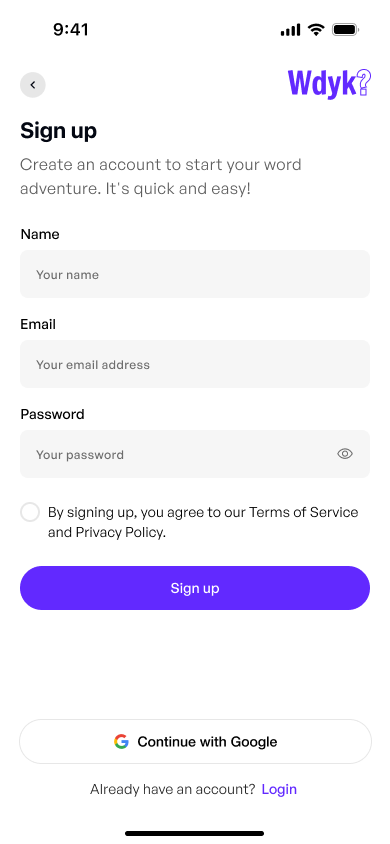 9:41
Wdyk?
Sign up
Create an account to start your word
adventure. It's quick and easy!
Name
Your name
Email
Your email address
Password
Your password
By signing up, you agree to our Terms of Service
and Privacy Policy.
Sign up
Continue with Google
Already have an account? Login